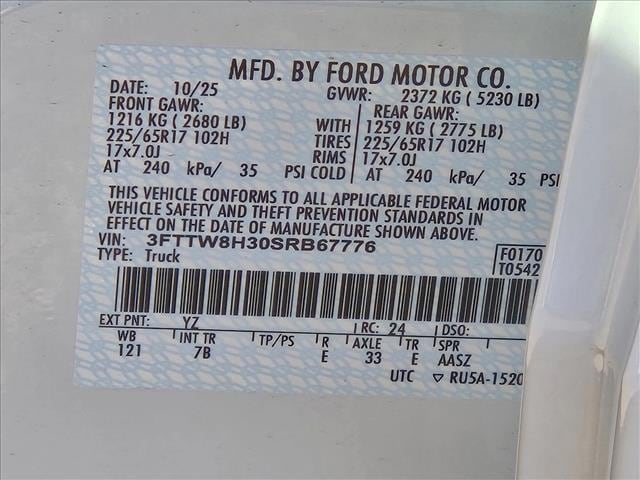 MFD. BY FORD MOTOR CO.
DATE: 10/25 GVWR: 2372 KG ( 5230 LB)
FRONT GAWR: REAR GAWR:
1216 KG ( 2680 LB) WITH 1259 KG ( 2775 LB)
225/65R17 102H TIRES 225/65R17 102H
17x7.0J RIMS 17x7.0J
AT 240 kPa/ 35 PSI COLD AT 240 kPa/ 35 PSI
THIS VEHICLE CONFORMS TO ALL APPLICABLE FEDERAL MOTOR
VEHICLE SAFETY AND THEFT PREVENTION STANDARDS IN
EFFECT ON THE DATE OF MANUFACTURE SHOWN ABOVE.
VIN: 3FTTW8H30SRB67776 F0170
TYPE: Truck T0542
EXT PNT: YZ RC: 24 DSO:
WB INT TR TP/PS R AXLE TR SPR
121 7B E 33 E AASZ
UTC ▽ RU5A-1520